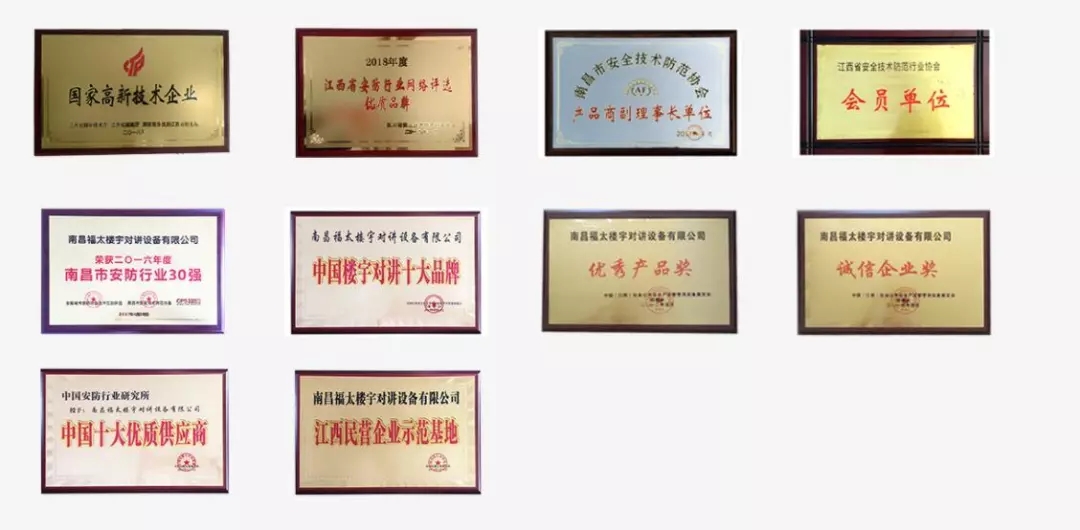 国家高新技术企业
2018年度
江西省安防行业网络评选
优质品牌
南昌市安全技术防范协会
产品商副理事长单位
江西省安全技术防范行业协会
会员单位
南昌福太楼宇对讲设备有限公司
荣获二〇一六年度
南昌市安防行业30强
南昌福太楼宇对讲设备有限公司
中国楼宇对讲十大品牌
南昌福太楼宇对讲设备有限公司
优秀产品奖
南昌福太楼宇对讲设备有限公司
诚信企业奖
中国安防行业研究所
授予：南昌福太楼宇对讲设备有限公司
中国十大优质供应商
南昌福太楼宇对讲设备有限公司
江西民营企业示范基地